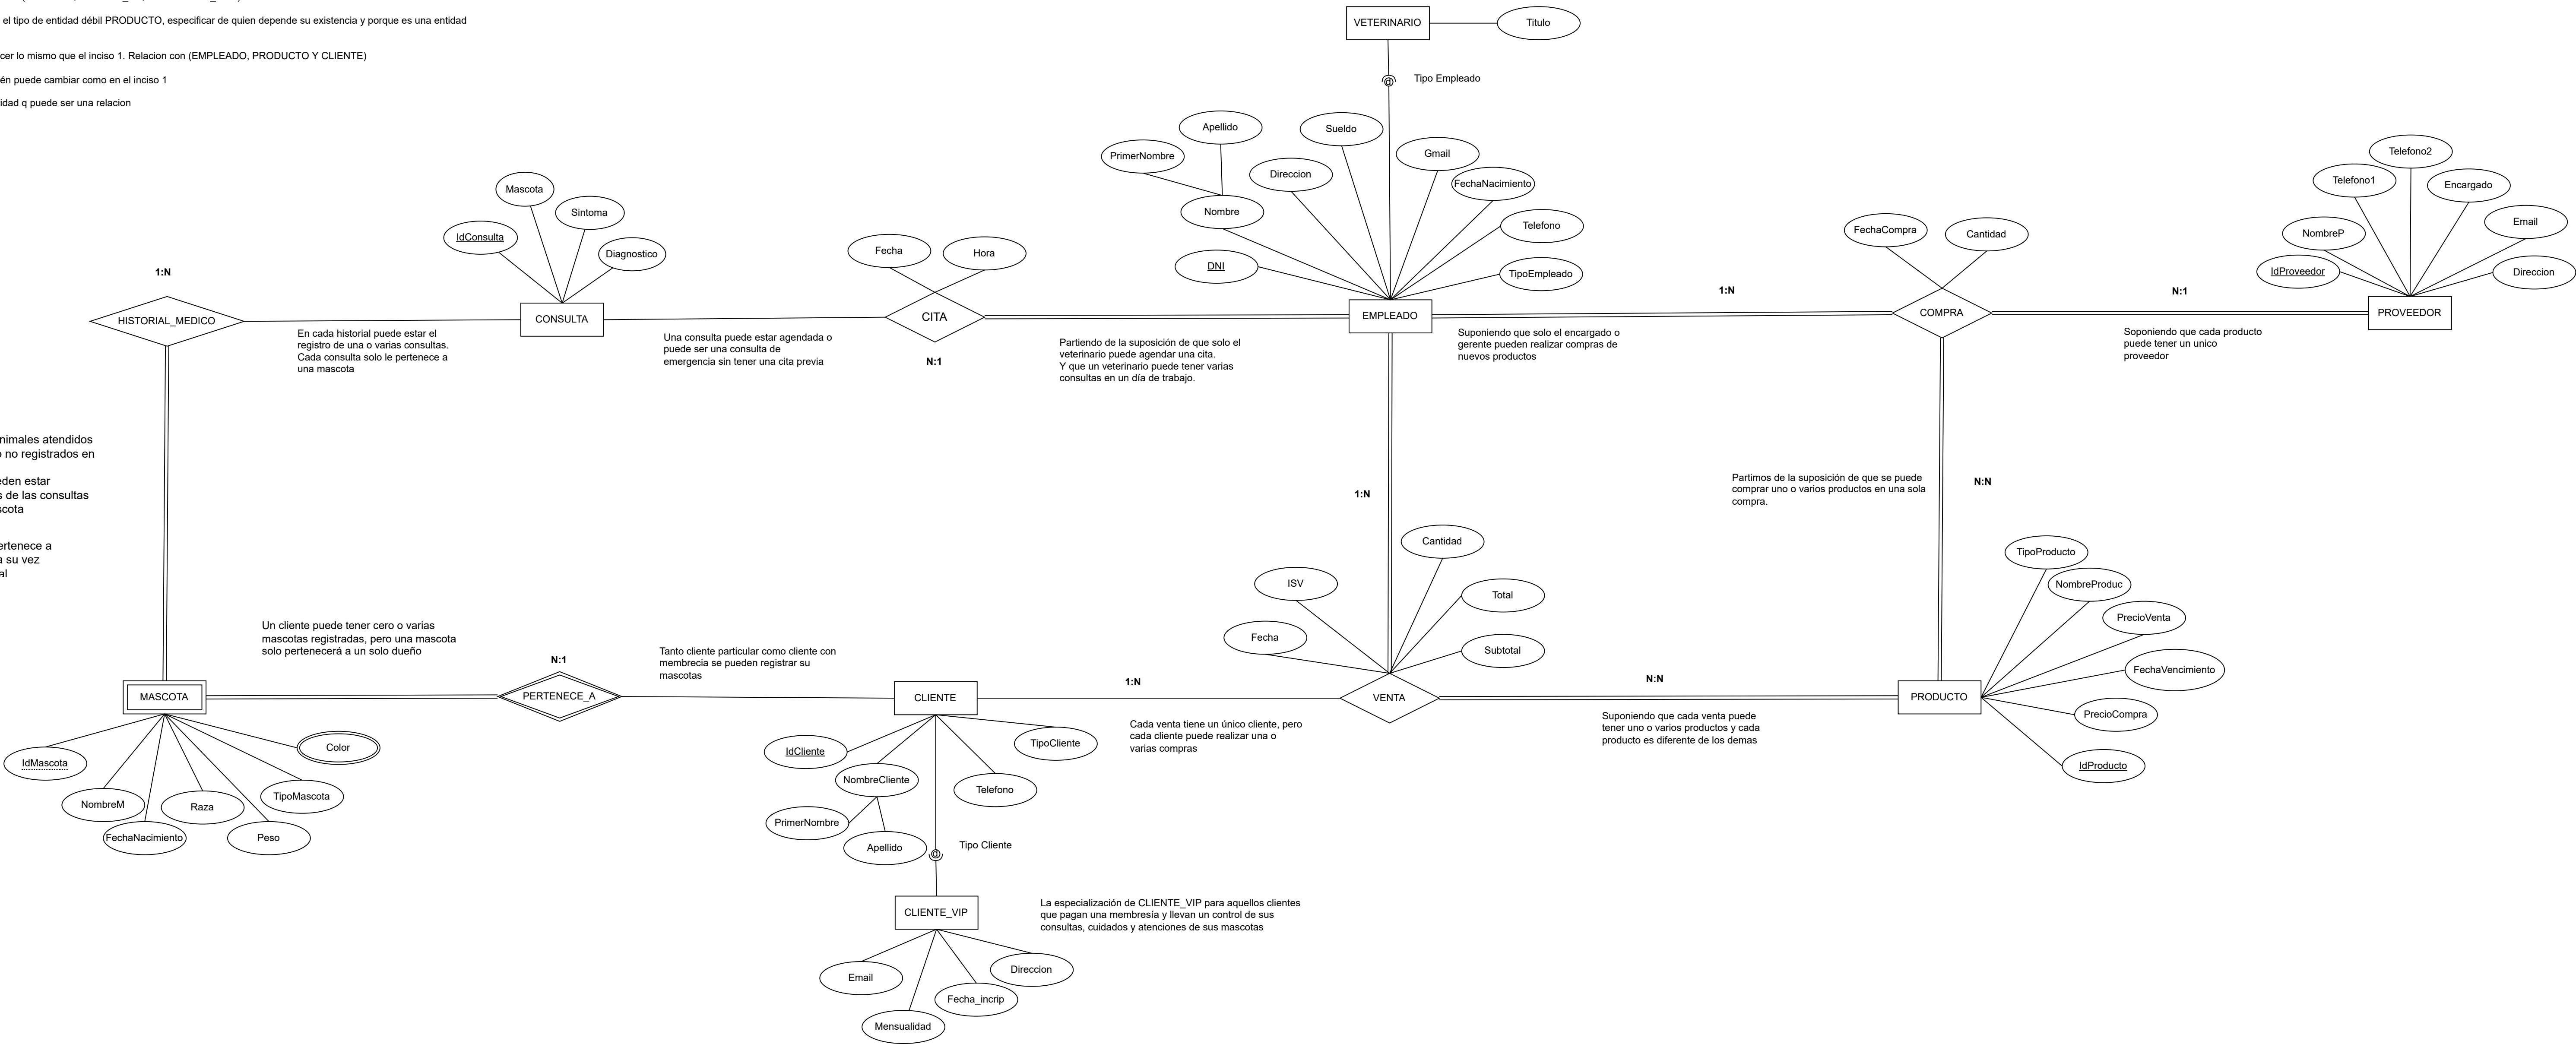 el tipo de entidad débil PRODUCTO, especificar de quien depende su existencia y porque es una entidad
cer lo mismo que el inciso 1. Relacion con (EMPLEADO, PRODUCTO Y CLIENTE)
én puede cambiar como en el inciso 1
idad q puede ser una relacion
VETERINARIO
Titulo
Tipo Empleado
Apellido
PrimerNombre
Nombre
Direccion
Sueldo
Gmail
FechaNacimiento
Telefono
TipoEmpleado
DNI
Mascota
IdConsulta
Sintoma
Diagnostico
Fecha
Hora
FechaCompra
Cantidad
Telefono2
Telefono1
Encargado
NombreP
Email
IdProveedor
Direccion
1:N
HISTORIAL_MEDICO
CONSULTA
CITA
EMPLEADO
1:N
COMPRA
N:1
PROVEEDOR
En cada historial puede estar el
registro de una o varias consultas.
Cada consulta solo le pertenece a
una mascota
Una consulta puede estar agendada o
puede ser una consulta de
emergencia sin tener una cita previa
N:1
Partiendo de la suposición de que solo el
veterinario puede agendar una cita.
Y que un veterinario puede tener varias
consultas en un día de trabajo.
Suponiendo que solo el encargado o
gerente pueden realizar compras de
nuevos productos
Soponiendo que cada producto
puede tener un unico
proveedor
nimales atendidos
o no registrados en
den estar
s de las consultas
scota
ertenece a
a su vez
al
1:N
Partimos de la suposición de que se puede
comprar uno o varios productos en una sola
compra.
N:N
Cantidad
ISV
Total
Fecha
Subtotal
TipoProducto
NombreProduc
PrecioVenta
FechaVencimiento
PrecioCompra
IdProducto
Un cliente puede tener cero o varias
mascotas registradas, pero una mascota
solo pertenecerá a un solo dueño
N:1
Tanto cliente particular como cliente con
membrecia se pueden registrar su
mascotas
1:N
N:N
MASCOTA
PERTENECE_A
CLIENTE
VENTA
PRODUCTO
Cada venta tiene un único cliente, pero
cada cliente puede realizar una o
varias compras
Suponiendo que cada venta puede
tener uno o varios productos y cada
producto es diferente de los demas
IdMascota
NombreM
FechaNacimiento
Raza
Peso
TipoMascota
Color
IdCliente
TipoCliente
NombreCliente
Telefono
PrimerNombre
Apellido
Tipo Cliente
CLIENTE_VIP
La especialización de CLIENTE_VIP para aquellos clientes
que pagan una membresía y llevan un control de sus
consultas, cuidados y atenciones de sus mascotas
Email
Direccion
Fecha_incrip
Mensualidad